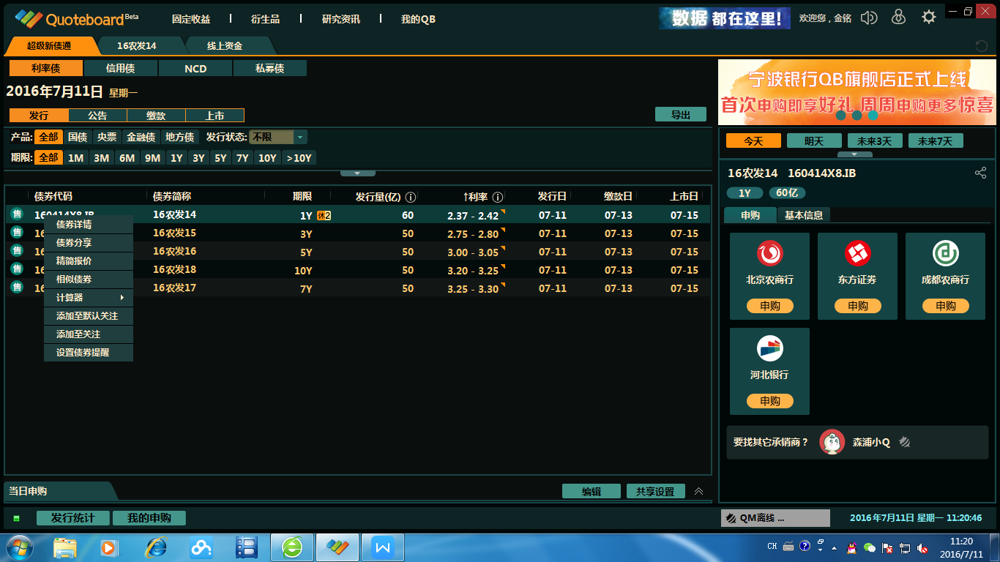 Quoteboard Beta
固定收益 衍生品 研究资讯 我的QB
数据 都在这里!
欢迎您，金铭
超级新债通 16农发14 线上资金
利率债 信用债 NCD 私募债
2016年7月11日 星期一
发行 公告 缴款 上市
导出
产品: 全部 国债 央票 金融债 地方债 发行状态: 不限
期限: 全部 1M 3M 6M 9M 1Y 3Y 5Y 7Y 10Y >10Y
债券代码 债券简称 期限 发行量(亿) ↑利率 发行日 缴款日 上市日
售 160414X8.IB 16农发14 1Y 休2 60 2.37 - 2.42 07-11 07-13 07-15
售 16 16农发15 3Y 50 2.75 - 2.80 07-11 07-13 07-15
售 16 16农发16 5Y 50 3.00 - 3.05 07-11 07-13 07-15
售 16 16农发18 10Y 50 3.20 - 3.25 07-11 07-13 07-15
售 16 16农发17 7Y 50 3.25 - 3.30 07-11 07-13 07-15
债券详情
债券分享
精简报价
相似债券
计算器
添加至默认关注
添加至关注
设置债券提醒
宁波银行QB旗舰店正式上线
首次申购即享好礼 周周申购更多惊喜
今天 明天 未来3天 未来7天
16农发14 160414X8.IB
1Y 60亿
申购 基本信息
北京农商行 东方证券 成都农商行
申购 申购 申购
河北银行
申购
要找其它承销商？ 森浦小Q
当日申购 编辑 共享设置
发行统计 我的申购
QM离线 ...
2016年7月11日 星期一 11:20:46
CH
11:20
2016/7/11